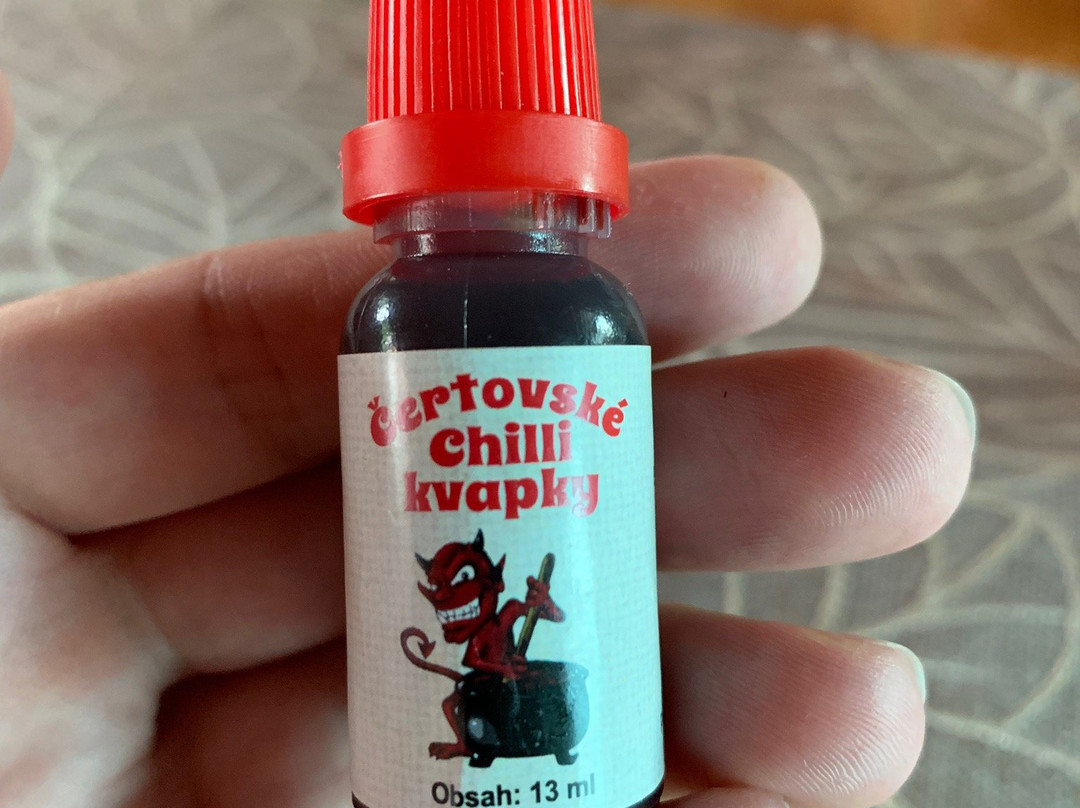 Čertovské
Chilli
kvapky
Obsah: 13 ml